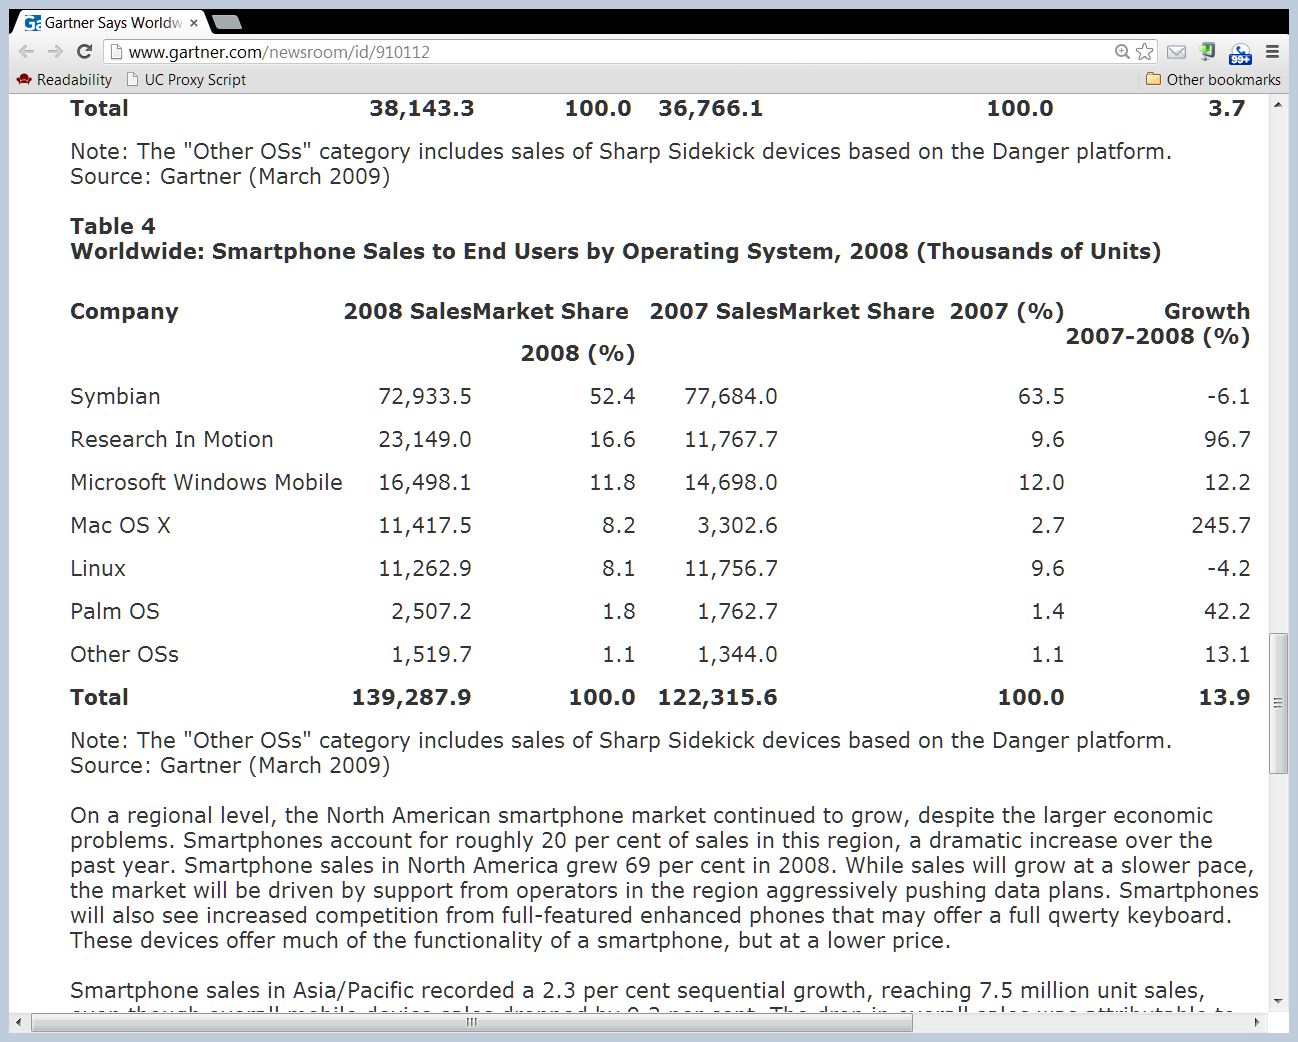 Gartner Says Worldw
www.gartner.com/newsroom/id/910112
99+
Readability UC Proxy Script Other bookmarks
Total 38,143.3 100.0 36,766.1 100.0 3.7
Note: The "Other OSs" category includes sales of Sharp Sidekick devices based on the Danger platform.
Source: Gartner (March 2009)
Table 4
Worldwide: Smartphone Sales to End Users by Operating System, 2008 (Thousands of Units)
Company 2008 SalesMarket Share 2007 SalesMarket Share 2007 (%) Growth
2008 (%) 2007-2008 (%)
Symbian 72,933.5 52.4 77,684.0 63.5 -6.1
Research In Motion 23,149.0 16.6 11,767.7 9.6 96.7
Microsoft Windows Mobile 16,498.1 11.8 14,698.0 12.0 12.2
Mac OS X 11,417.5 8.2 3,302.6 2.7 245.7
Linux 11,262.9 8.1 11,756.7 9.6 -4.2
Palm OS 2,507.2 1.8 1,762.7 1.4 42.2
Other OSs 1,519.7 1.1 1,344.0 1.1 13.1
Total 139,287.9 100.0 122,315.6 100.0 13.9
Note: The "Other OSs" category includes sales of Sharp Sidekick devices based on the Danger platform.
Source: Gartner (March 2009)
On a regional level, the North American smartphone market continued to grow, despite the larger economic
problems. Smartphones account for roughly 20 per cent of sales in this region, a dramatic increase over the
past year. Smartphone sales in North America grew 69 per cent in 2008. While sales will grow at a slower pace,
the market will be driven by support from operators in the region aggressively pushing data plans. Smartphones
will also see increased competition from full-featured enhanced phones that may offer a full qwerty keyboard.
These devices offer much of the functionality of a smartphone, but at a lower price.
Smartphone sales in Asia/Pacific recorded a 2.3 per cent sequential growth, reaching 7.5 million unit sales,